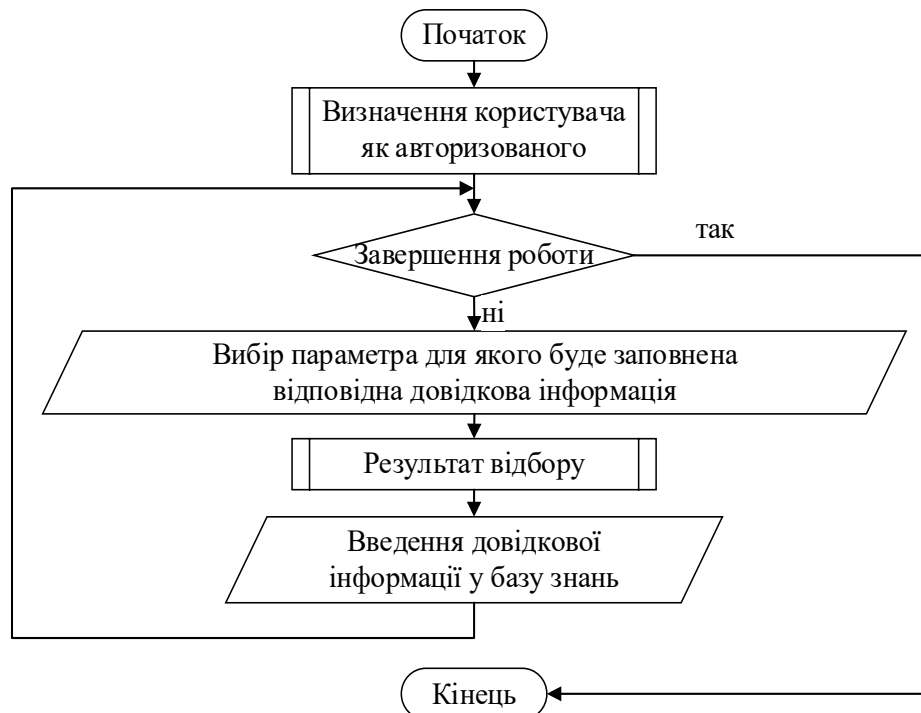 Початок
Визначення користувача
як авторизованого
так
Завершення роботи
ні
Вибір параметра для якого буде заповнена
відповідна довідкова інформація
Результат відбору
Введення довідкової
інформації у базу знань
Кінець